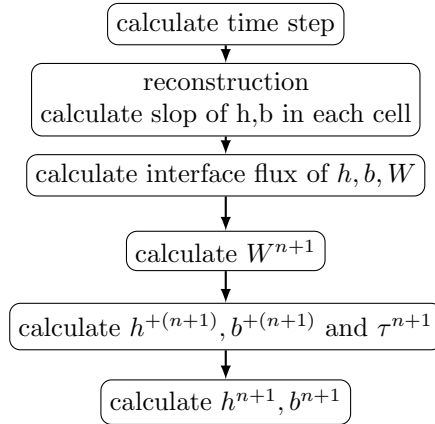 calculate time step
reconstruction
calculate slop of h,b in each cell
calculate interface flux of $h, b, W$
calculate $W^{n+1}$
calculate $h^{+(n+1)}, b^{+(n+1)}$ and $\tau^{n+1}$
calculate $h^{n+1}, b^{n+1}$